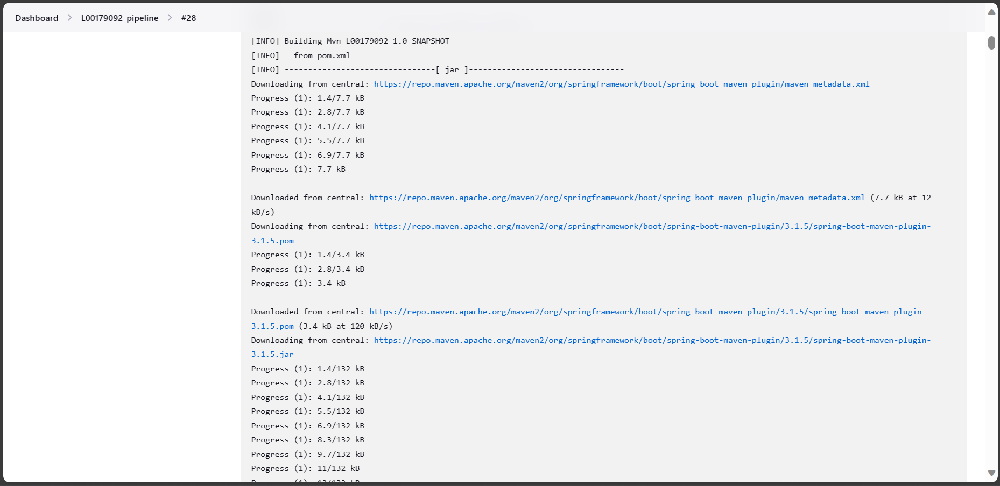 Dashboard > L00179092_pipeline > #28
[INFO] Building Mvn_L00179092 1.0-SNAPSHOT
[INFO]   from pom.xml
[INFO] --------------------------------[ jar ]---------------------------------
Downloading from central: https://repo.maven.apache.org/maven2/org/springframework/boot/spring-boot-maven-plugin/maven-metadata.xml
Progress (1): 1.4/7.7 kB
Progress (1): 2.8/7.7 kB
Progress (1): 4.1/7.7 kB
Progress (1): 5.5/7.7 kB
Progress (1): 6.9/7.7 kB
Progress (1): 7.7 kB
Downloaded from central: https://repo.maven.apache.org/maven2/org/springframework/boot/spring-boot-maven-plugin/maven-metadata.xml (7.7 kB at 12
kB/s)
Downloading from central: https://repo.maven.apache.org/maven2/org/springframework/boot/spring-boot-maven-plugin/3.1.5/spring-boot-maven-plugin-
3.1.5.pom
Progress (1): 1.4/3.4 kB
Progress (1): 2.8/3.4 kB
Progress (1): 3.4 kB
Downloaded from central: https://repo.maven.apache.org/maven2/org/springframework/boot/spring-boot-maven-plugin/3.1.5/spring-boot-maven-plugin-
3.1.5.pom (3.4 kB at 120 kB/s)
Downloading from central: https://repo.maven.apache.org/maven2/org/springframework/boot/spring-boot-maven-plugin/3.1.5/spring-boot-maven-plugin-
3.1.5.jar
Progress (1): 1.4/132 kB
Progress (1): 2.8/132 kB
Progress (1): 4.1/132 kB
Progress (1): 5.5/132 kB
Progress (1): 6.9/132 kB
Progress (1): 8.3/132 kB
Progress (1): 9.7/132 kB
Progress (1): 11/132 kB
Progress (1): 12/132 kB